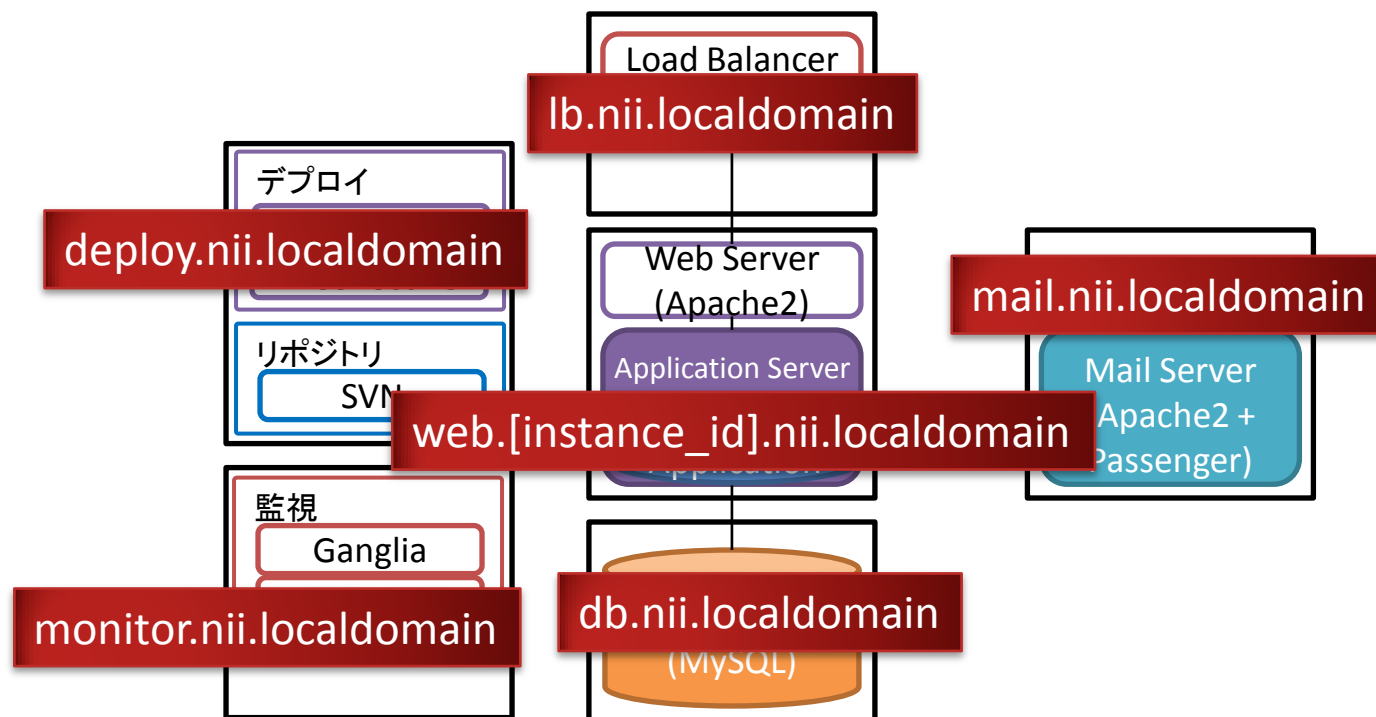 Load Balancer
lb.nii.localdomain
デプロイ
deploy.nii.localdomain
リポジトリ
SVN
Web Server
(Apache2)
Application Server
web.[instance_id].nii.localdomain
Application
mail.nii.localdomain
Mail Server
(Apache2 +
Passenger)
監視
Ganglia
monitor.nii.localdomain
db.nii.localdomain
(MySQL)